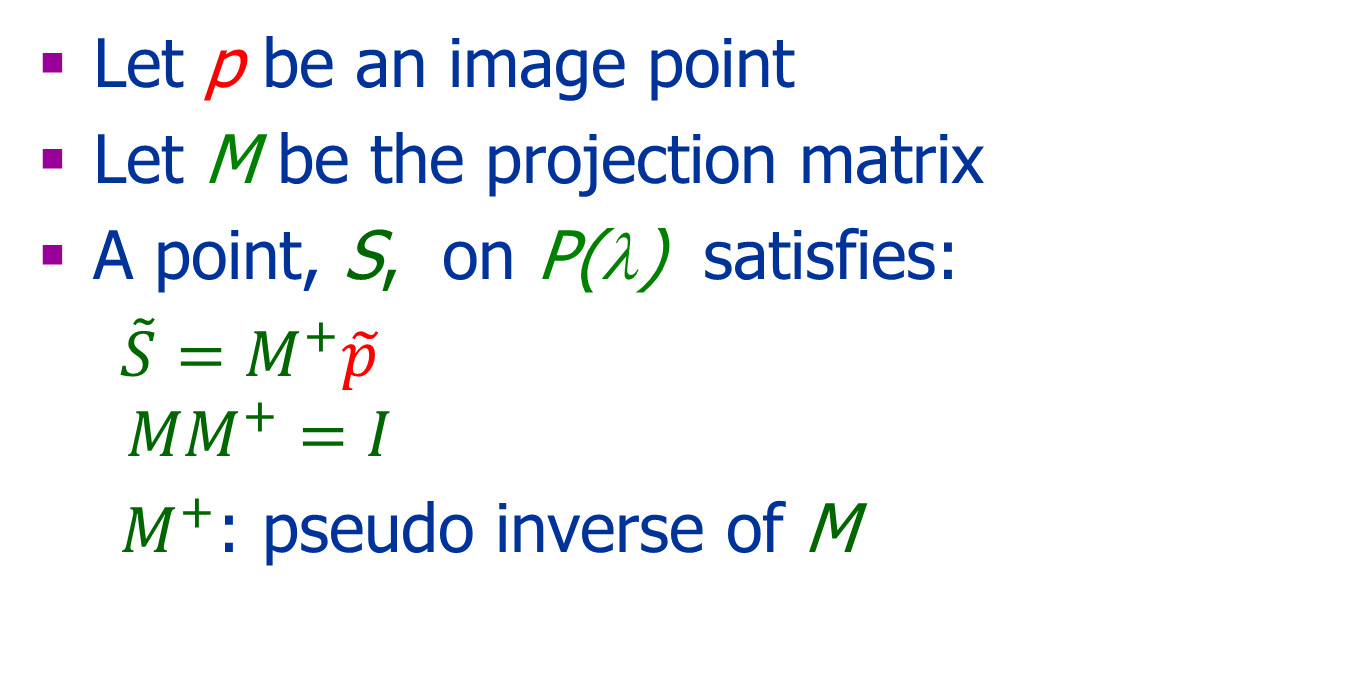 ▪ Let p be an image point
▪ Let M be the projection matrix
▪ A point, S, on P(λ) satisfies:
S̃ = M⁺p̃
MM⁺ = I
M⁺: pseudo inverse of M